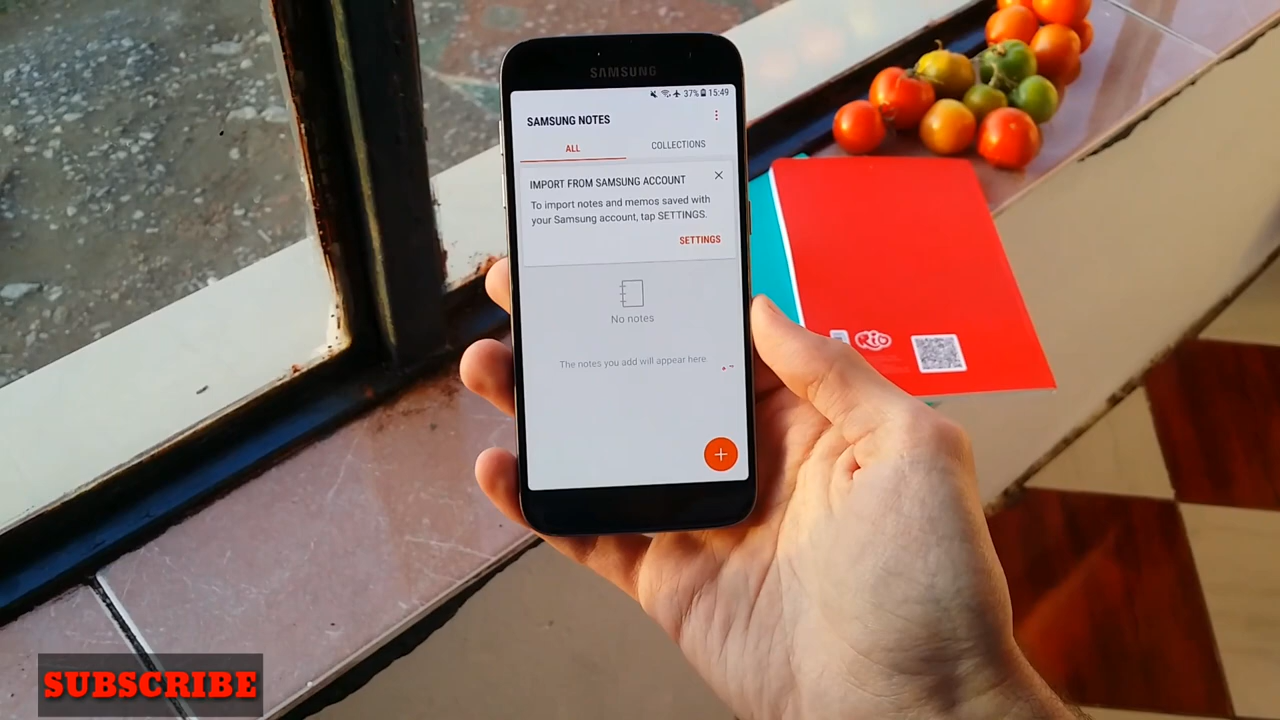 SAMSUNG
37% 15:49
SAMSUNG NOTES
ALL
COLLECTIONS
IMPORT FROM SAMSUNG ACCOUNT
To import notes and memos saved with
your Samsung account, tap SETTINGS.
SETTINGS
No notes
The notes you add will appear here.
Rio
SUBSCRIBE